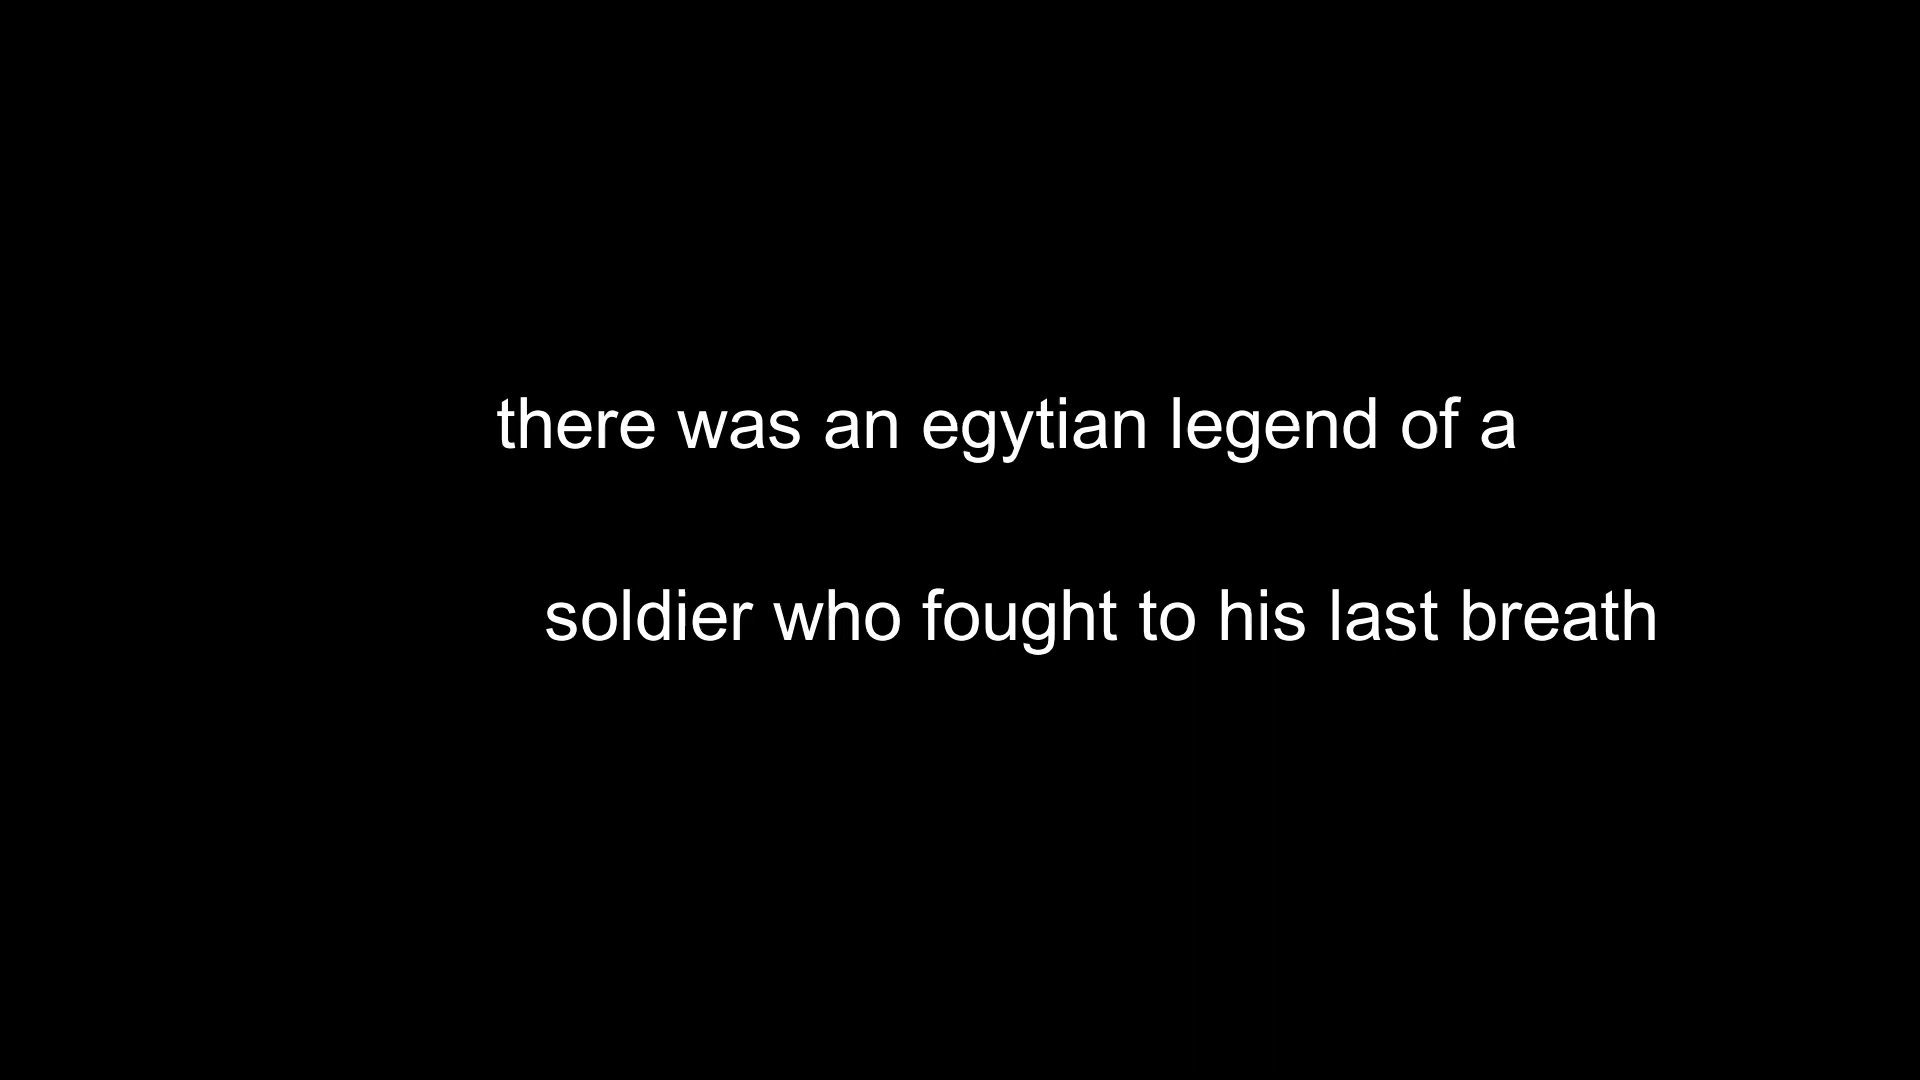 there was an egytian legend of a
soldier who fought to his last breath